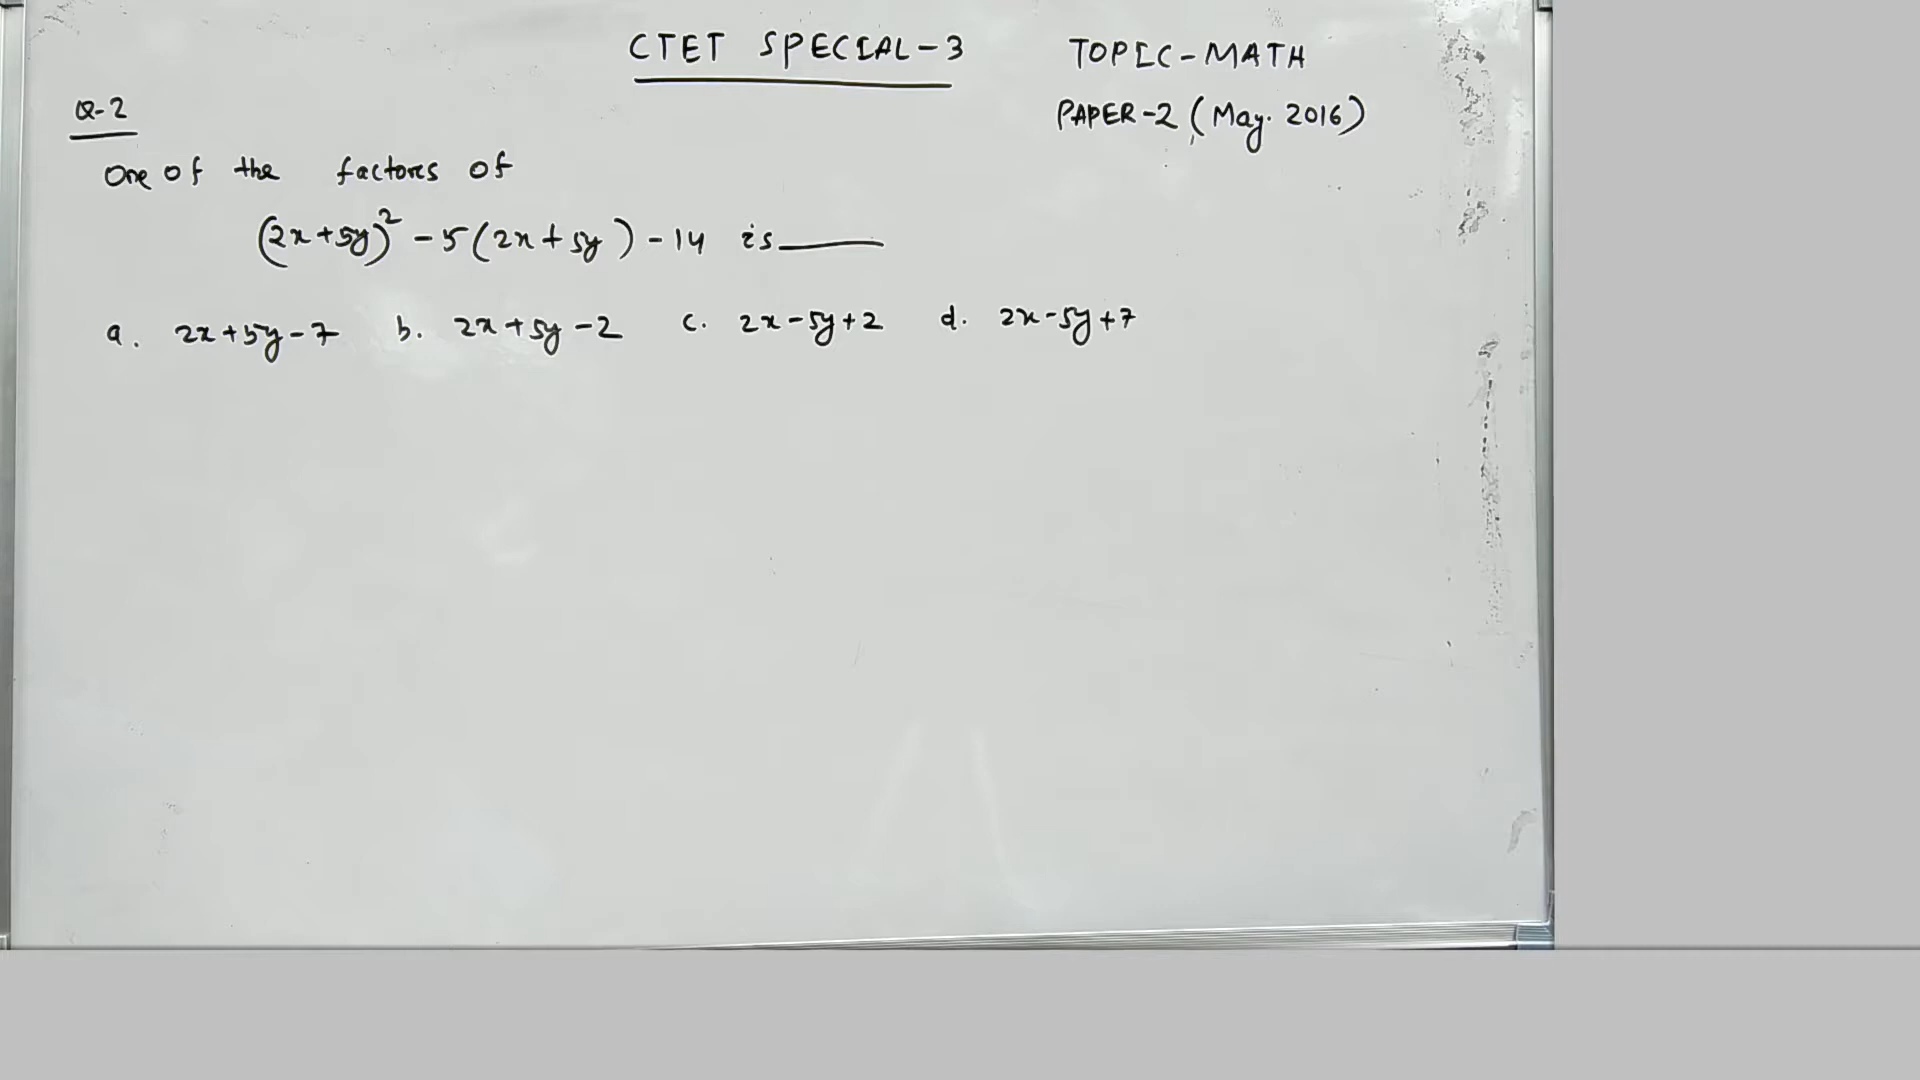 CTET SPECIAL-3
TOPIC-MATH
PAPER-2 (May. 2016)
Q-2
One of the factores of
(2x+5y)² -5(2x+5y)-14 is____
a. 2x+5y-7 b. 2x+5y-2 c. 2x-5y+2 d. 2x-5y+7